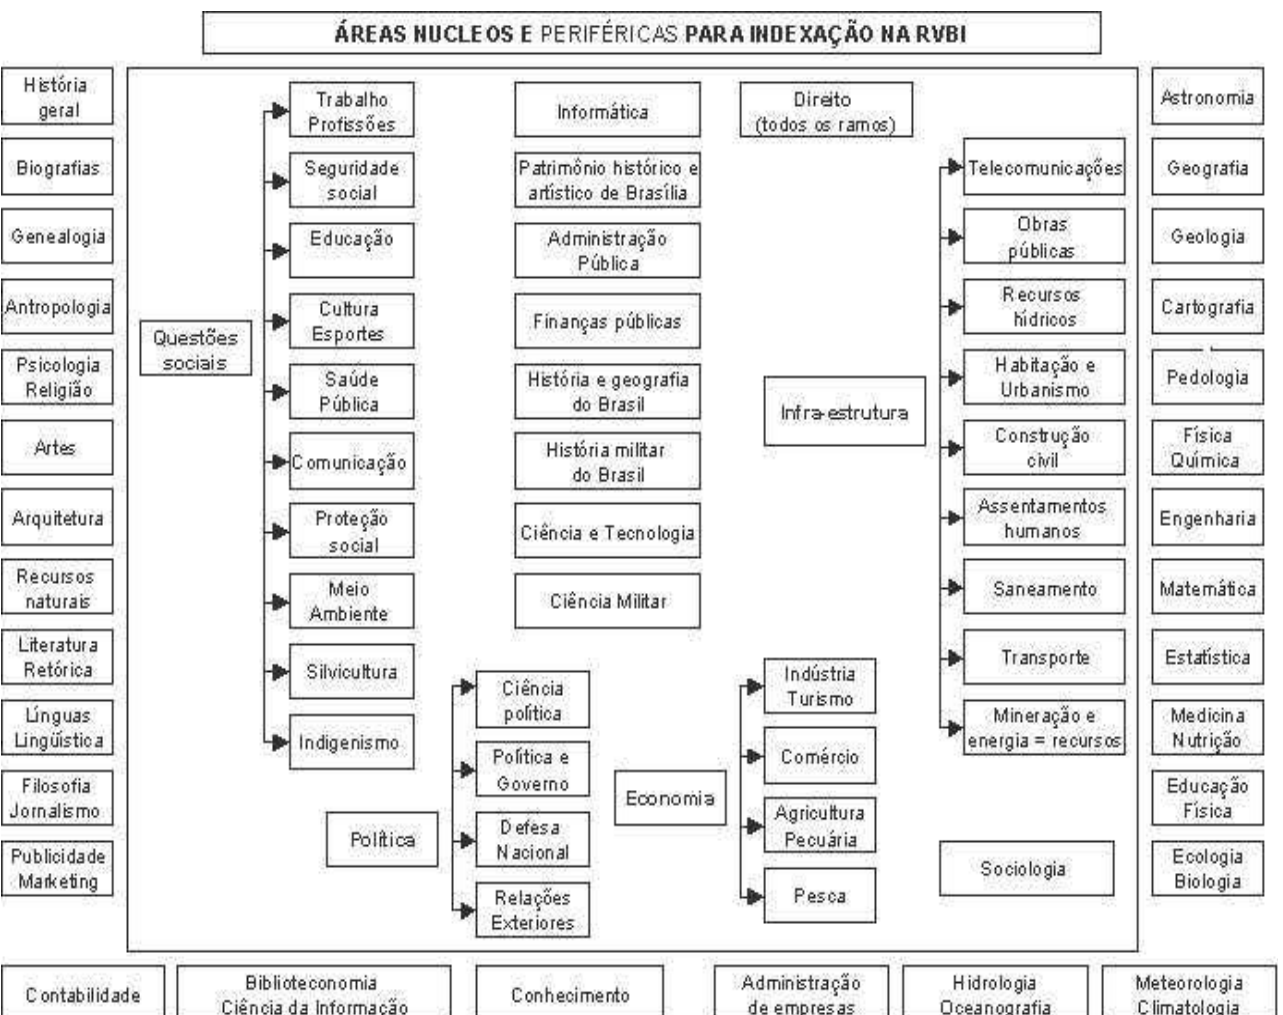 ÁREAS NUCLEOS E PERIFÉRICAS PARA INDEXAÇÃO NA RVBI
História
geral
Biografias
Genealogia
Antropologia
Psicologia
Religião
Artes
Arquitetura
Recursos
naturais
Literatura
Retórica
Línguas
Lingüística
Filosofia
Jornalismo
Publicidade
Marketing
Questões
sociais
Trabalho
Profissões
Seguridade
social
Educação
Cultura
Esportes
Saúde
Pública
Comunicação
Proteção
social
Meio
Ambiente
Silvicultura
Indigenismo
Informática
Patrimônio histórico e
artístico de Brasília
Administração
Pública
Finanças públicas
História e geografia
do Brasil
História militar
do Brasil
Ciência e Tecnologia
Ciência Militar
Direito
(todos os ramos)
Infra-estrutura
Telecomunicações
Obras
públicas
Recursos
hídricos
Habitação e
Urbanismo
Construção
civil
Assentamentos
humanos
Saneamento
Transporte
Mineração e
energia = recursos
Política
Ciência
política
Política e
Governo
Defesa
Nacional
Relações
Exteriores
Economia
Indústria
Turismo
Comércio
Agricultura
Pecuária
Pesca
Sociologia
Astronomia
Geografia
Geologia
Cartografia
Pedologia
Física
Química
Engenharia
Matemática
Estatística
Medicina
Nutrição
Educação
Física
Ecologia
Biologia
Contabilidade
Biblioteconomia
Ciência da Informação
Conhecimento
Administração
de empresas
Hidrologia
Oceanografia
Meteorologia
Climatologia